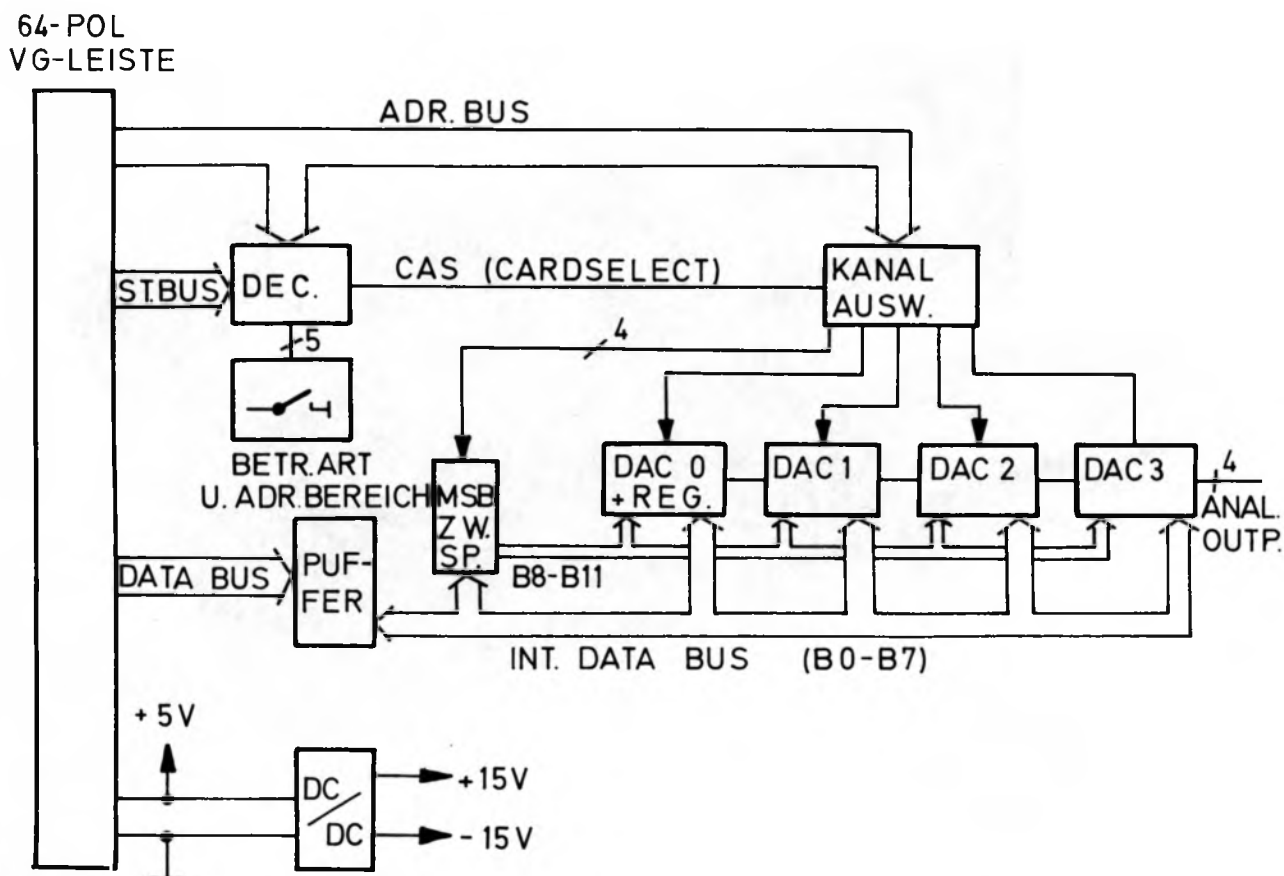 64-POL
VG-LEISTE
ADR. BUS
ST.BUS
DEC.
CAS (CARDSELECT)
KANAL
AUSW.
5
4
BETR.ART
U. ADR.BEREICH
MSB
ZW.
SP.
DAC 0
+ REG.
DAC 1
DAC 2
DAC 3
4
ANAL.
OUTP.
B8-B11
DATA BUS
PUF-
FER
INT. DATA BUS (B0-B7)
+5V
DC
DC
+15V
-15V